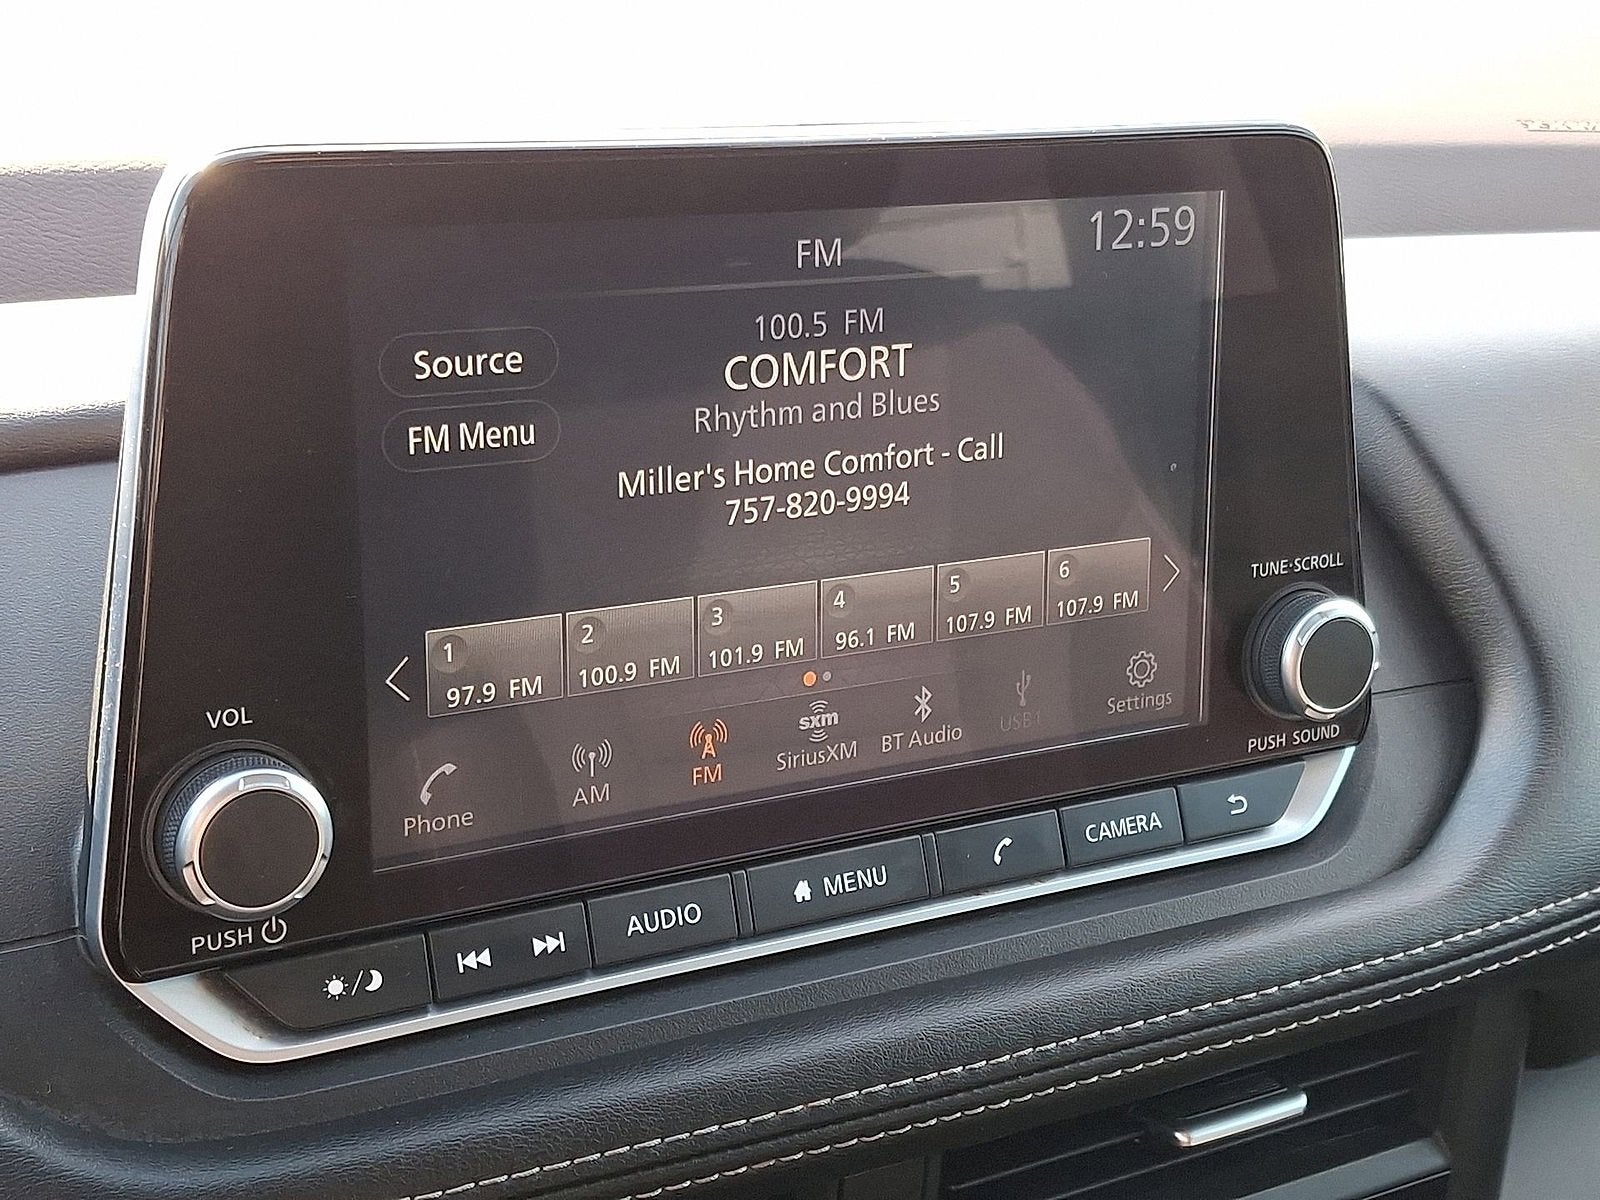 12:59
FM
100.5 FM
COMFORT
Rhythm and Blues
Source
FM Menu
Miller's Home Comfort - Call
757-820-9994
1
97.9 FM
2
100.9 FM
3
101.9 FM
4
96.1 FM
5
107.9 FM
6
107.9 FM
Phone
AM
FM
sxm
SiriusXM
BT Audio
USB1
Settings
VOL
PUSH
TUNE·SCROLL
PUSH SOUND
AUDIO
MENU
CAMERA